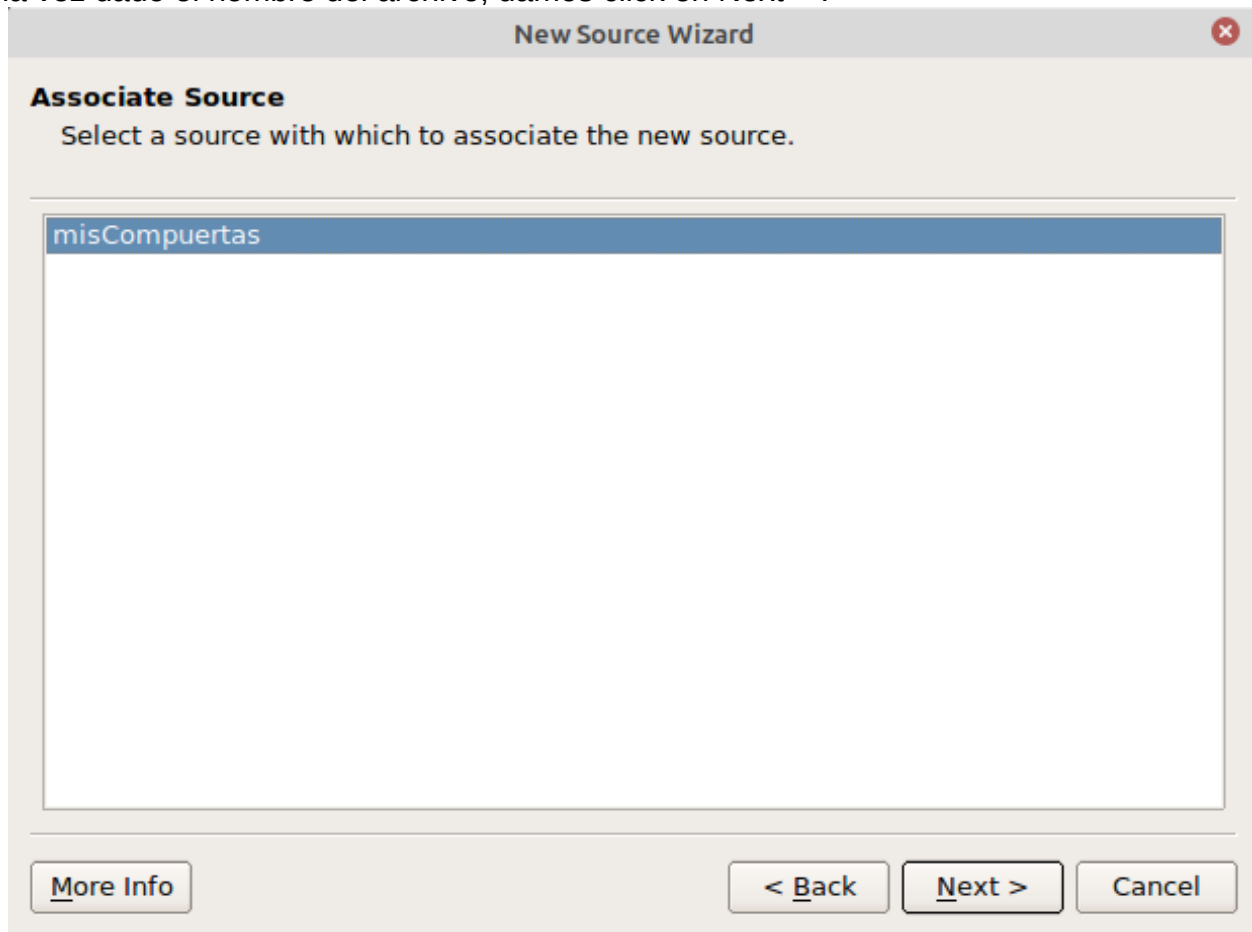 New Source Wizard
Associate Source
Select a source with which to associate the new source.
misCompuertas
More Info
< Back
Next >
Cancel